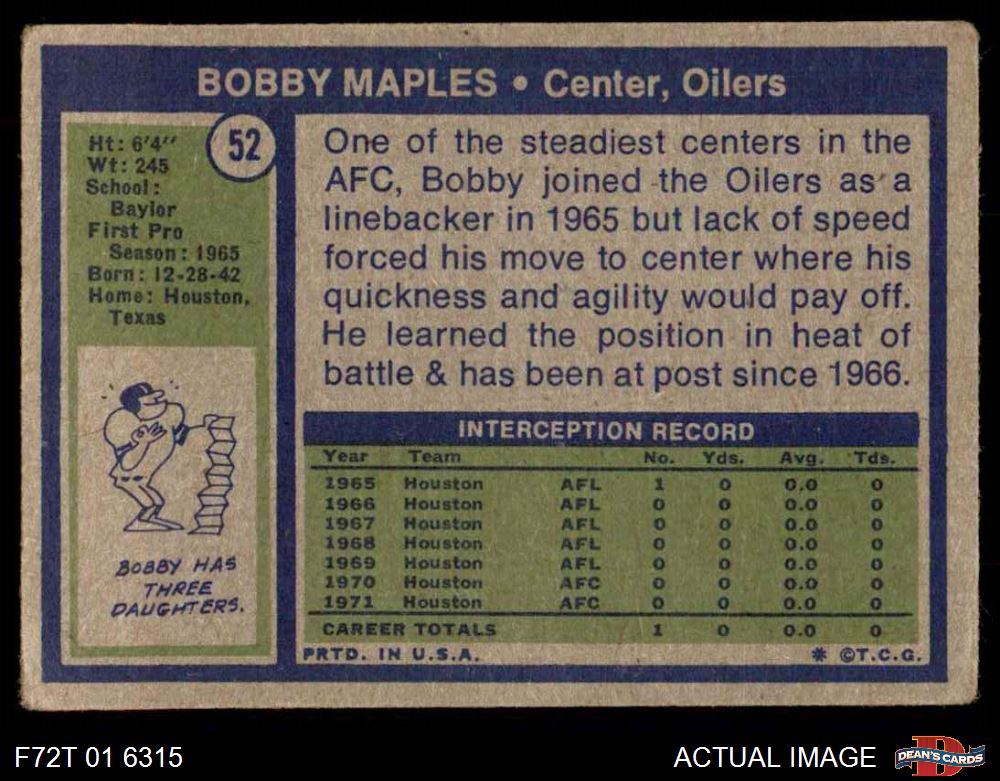 BOBBY MAPLES • Center, Oilers
52
Ht: 6'4"
Wt: 245
School:
Baylor
First Pro
Season: 1965
Born: 12-28-42
Home: Houston,
Texas
One of the steadiest centers in the
AFC, Bobby joined the Oilers as a
linebacker in 1965 but lack of speed
forced his move to center where his
quickness and agility would pay off.
He learned the position in heat of
battle & has been at post since 1966.
BOBBY HAS
THREE
DAUGHTERS.
INTERCEPTION RECORD
Year Team No. Yds. Avg. Tds.
1965 Houston AFL 1 0 0.0 0
1966 Houston AFL 0 0 0.0 0
1967 Houston AFL 0 0 0.0 0
1968 Houston AFL 0 0 0.0 0
1969 Houston AFL 0 0 0.0 0
1970 Houston AFC 0 0 0.0 0
1971 Houston AFC 0 0 0.0 0
CAREER TOTALS 1 0 0.0 0
PRTD. IN U.S.A. * ©T.C.G.
F72T 01 6315 ACTUAL IMAGE DEAN'S CARDS